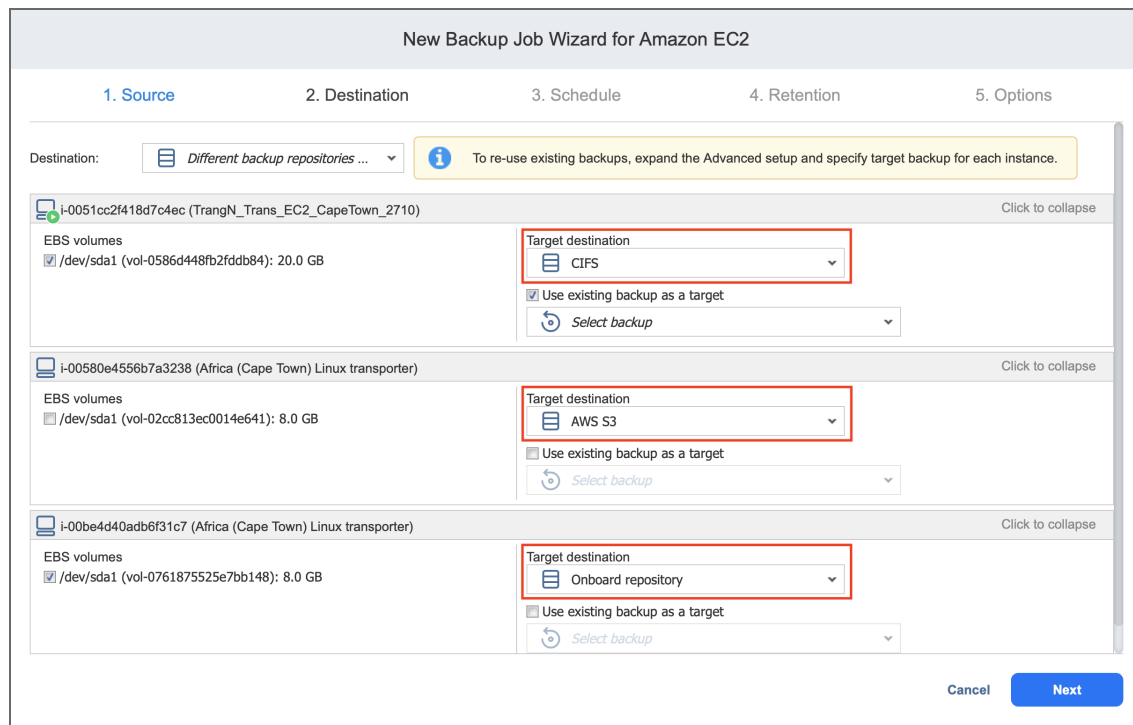 New Backup Job Wizard for Amazon EC2
1. Source 2. Destination 3. Schedule 4. Retention 5. Options
Destination: Different backup repositories ... To re-use existing backups, expand the Advanced setup and specify target backup for each instance.
i-0051cc2f418d7c4ec (TrangN_Trans_EC2_CapeTown_2710) Click to collapse
EBS volumes
/dev/sda1 (vol-0586d448fb2fddb84): 20.0 GB
Target destination
CIFS
Use existing backup as a target
Select backup
i-00580e4556b7a3238 (Africa (Cape Town) Linux transporter) Click to collapse
EBS volumes
/dev/sda1 (vol-02cc813ec0014e641): 8.0 GB
Target destination
AWS S3
Use existing backup as a target
Select backup
i-00be4d40adb6f31c7 (Africa (Cape Town) Linux transporter) Click to collapse
EBS volumes
/dev/sda1 (vol-0761875525e7bb148): 8.0 GB
Target destination
Onboard repository
Use existing backup as a target
Select backup
Cancel Next